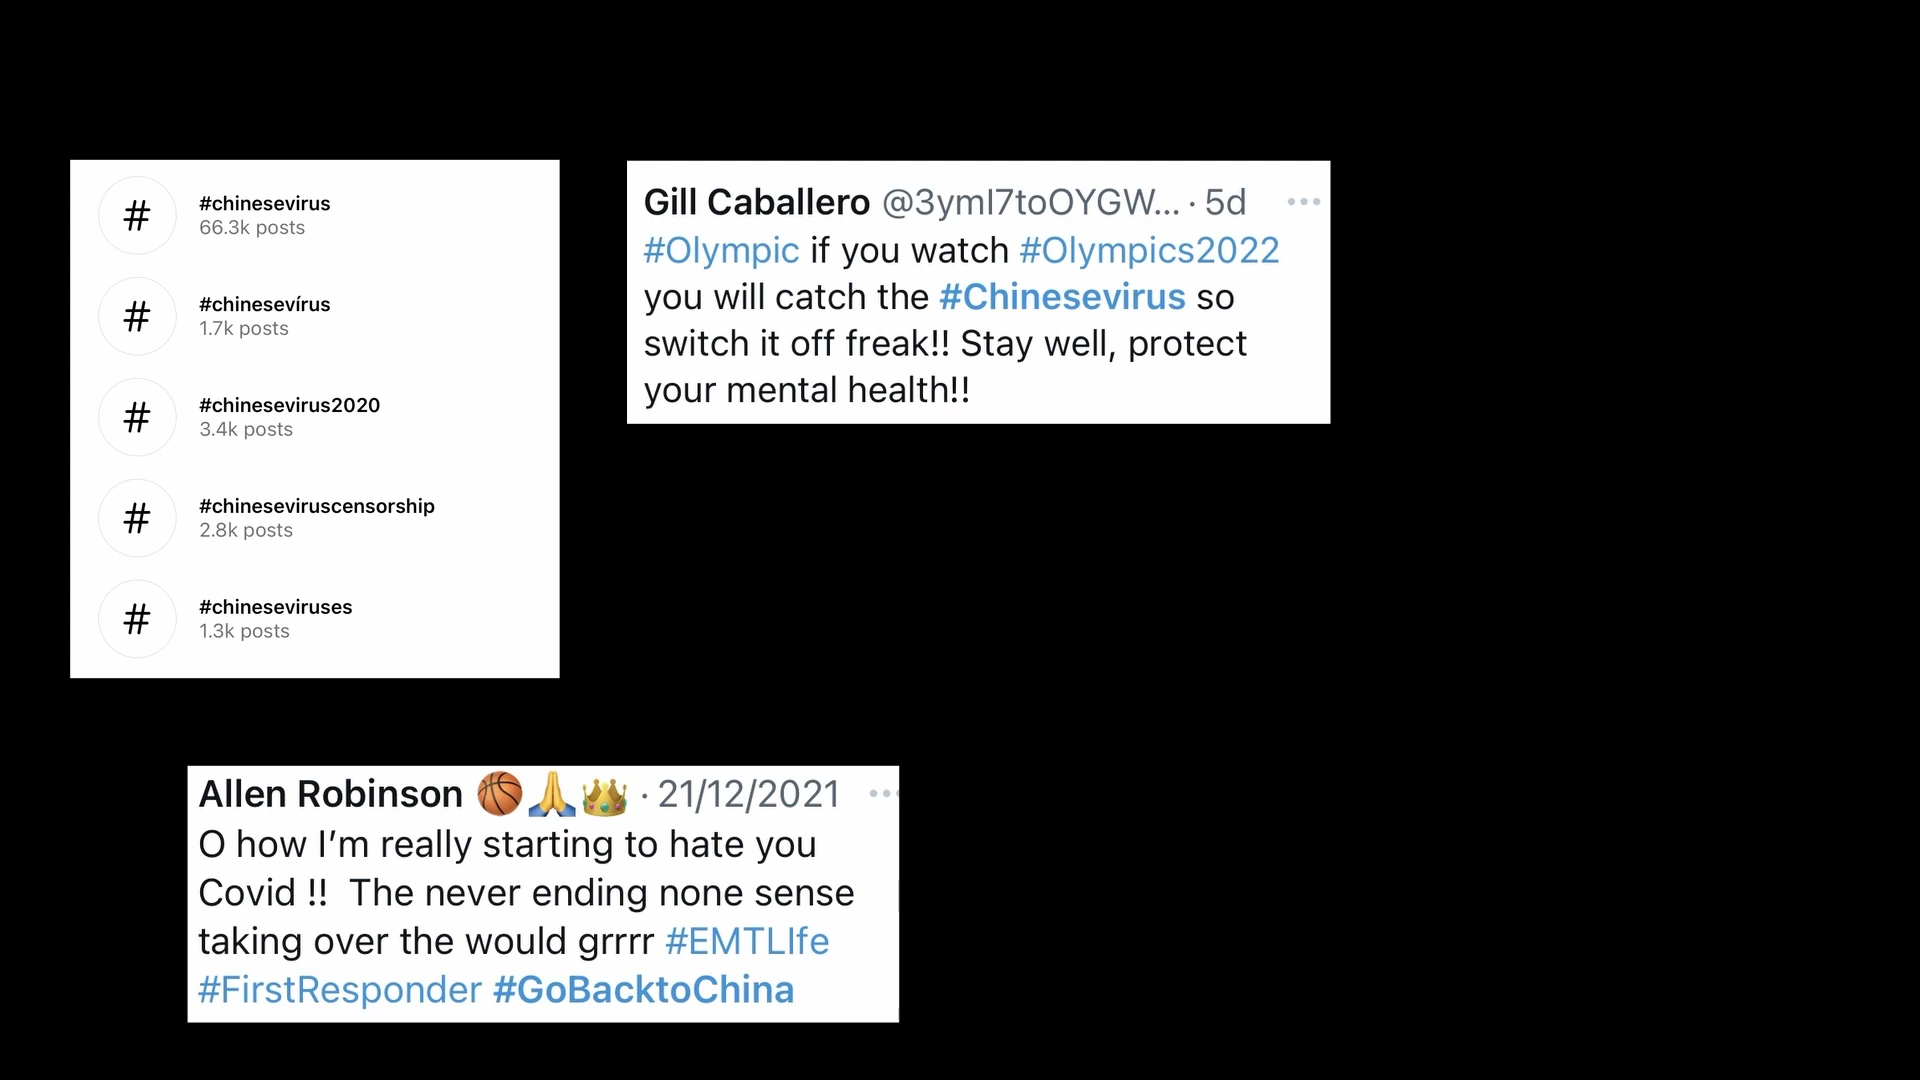 #
#chinesevirus
66.3k posts
#
#chinesevírus
1.7k posts
#
#chinesevirus2020
3.4k posts
#
#chineseviruscensorship
2.8k posts
#
#chineseviruses
1.3k posts
Gill Caballero @3yml7toOYGW... · 5d ...
#Olympic if you watch #Olympics2022
you will catch the #Chinesevirus so
switch it off freak!! Stay well, protect
your mental health!!
Allen Robinson 🏀🙏👑 · 21/12/2021 ...
O how I’m really starting to hate you
Covid !!  The never ending none sense
taking over the would grrrr #EMTLIfe
#FirstResponder #GoBacktoChina